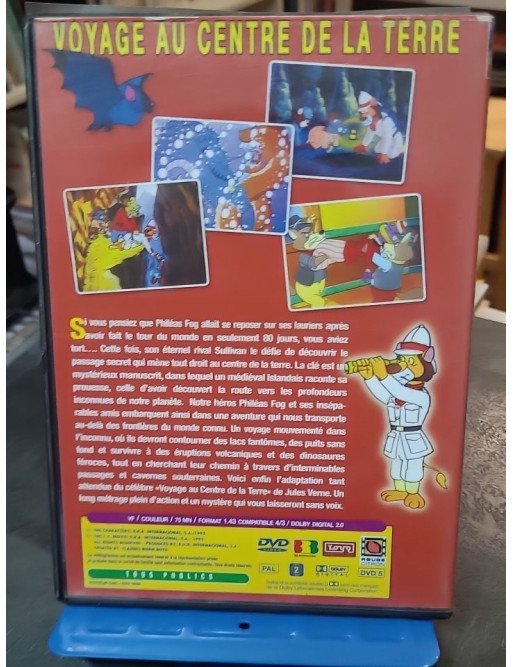 VOYAGE AU CENTRE DE LA TERRE
Si vous pensiez que Philéas Fog allait se reposer sur ses lauriers après
avoir fait le tour du monde en seulement 80 jours, vous aviez
tort.... Cette fois, son éternel rival Sullivan le défie de découvrir le
passage secret qui mène tout droit au centre de la terre. La clé est un
mystérieux manuscrit, dans lequel un médiéval Islandais raconte sa
prouesse, celle d'avoir découvert la route vers les profondeurs
inconnues de notre planète. Notre héros Philéas Fog et ses insépa-
rables amis embarquent ainsi dans une aventure qui nous transporte
au-delà des frontières du monde connu. Un voyage mouvementé dans
l'inconnu, où ils devront contourner des lacs fantômes, des puits sans
fond et survivre à des éruptions volcaniques et des dinosaures
féroces, tout en cherchant leur chemin à travers d'interminables
passages et cavernes souterraines. Voici enfin l'adaptation tant
attendue du célèbre «Voyage au Centre de la Terre» de Jules Verne. Un
long métrage plein d'action et un mystère qui vous laisseront sans voix.
VF / COULEUR / 75 MN / FORMAT 1.43 COMPATIBLE 4/3 / DOLBY DIGITAL 2.0
TOUS PUBLICS
DVD
VIDEO
PAL
2
DOLBY
DIGITAL
DVD 5